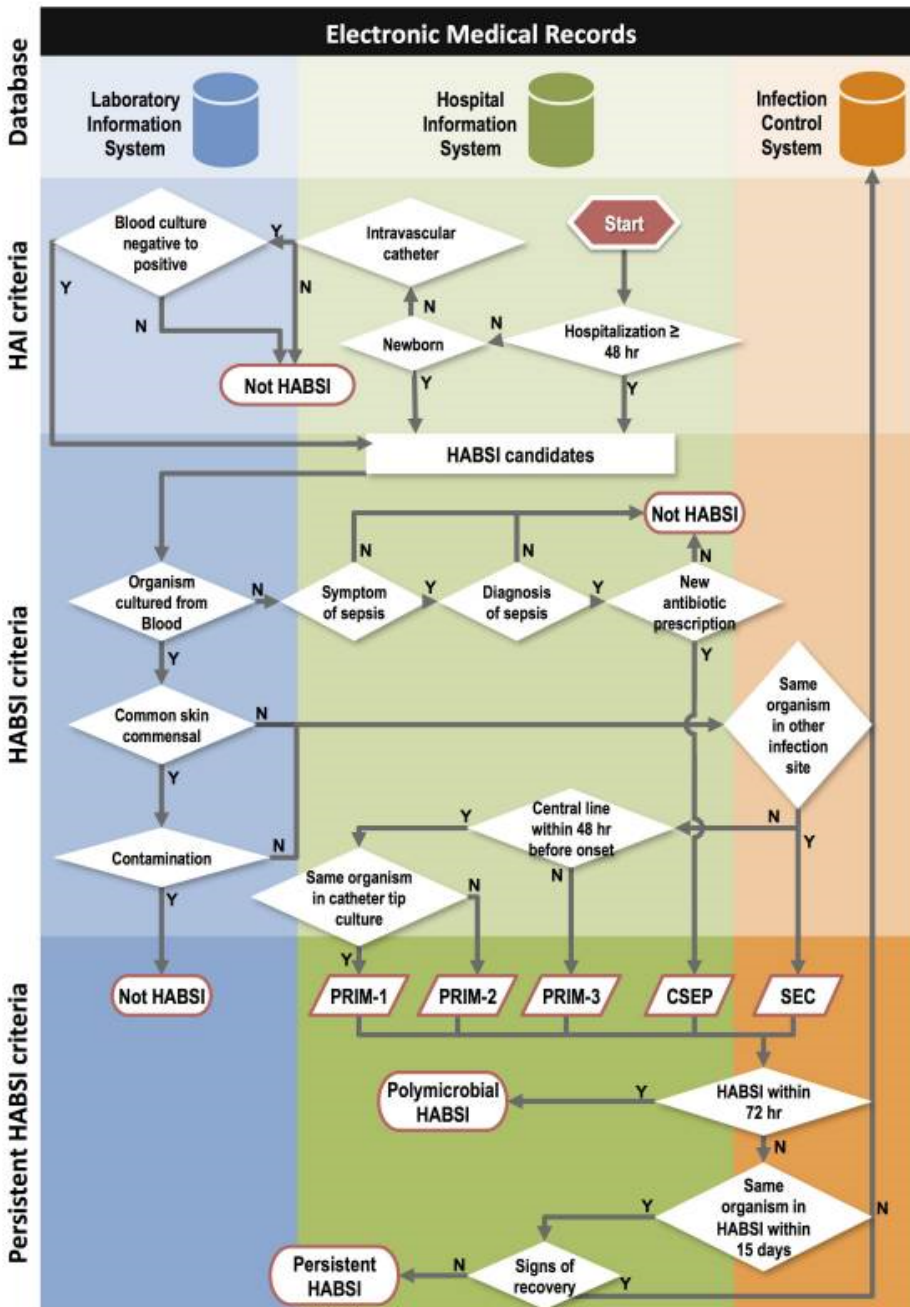 Electronic Medical Records
Database
Laboratory
Information
System
Hospital
Information
System
Infection
Control
System
HAI criteria
Blood culture
negative to
positive
Y
Intravascular
catheter
Start
Y
N
N
N
N
Hospitalization ≥
48 hr
Newborn
Not HABSI
Y
Y
HABSI candidates
HABSI criteria
Not HABSI
N
N
N
Organism
cultured from
Blood
N
Symptom
of sepsis
Y
Diagnosis
of sepsis
Y
New
antibiotic
prescription
Y
Y
Common skin
commensal
N
Same
organism
in other
infection
site
Y
Central line
within 48 hr
before onset
Y
N
Y
Contamination
N
Same organism
in catheter tip
culture
N
N
Y
Y
Persistent HABSI criteria
Not HABSI
PRIM-1
PRIM-2
PRIM-3
CSEP
SEC
Polymicrobial
HABSI
Y
HABSI within
72 hr
N
Same
organism in
HABSI within
15 days
Y
N
Persistent
HABSI
N
Signs of
recovery
Y